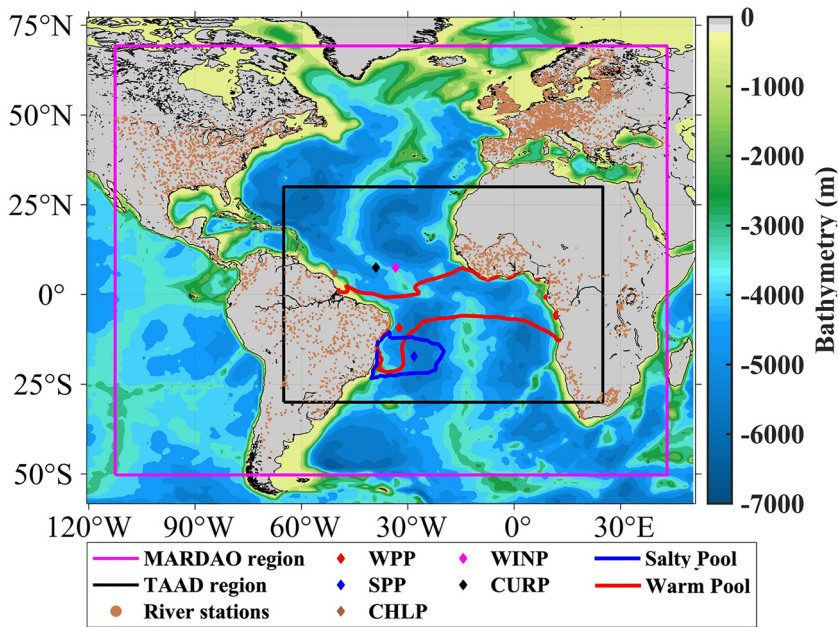 75°N
50°N
25°N
0°
25°S
50°S
120°W 90°W 60°W 30°W 0° 30°E
0
-1000
-2000
-3000
-4000
-5000
-6000
-7000
Bathymetry (m)
MARDAO region WPP WINP Salty Pool
TAAD region SPP CURP Warm Pool
River stations CHLP